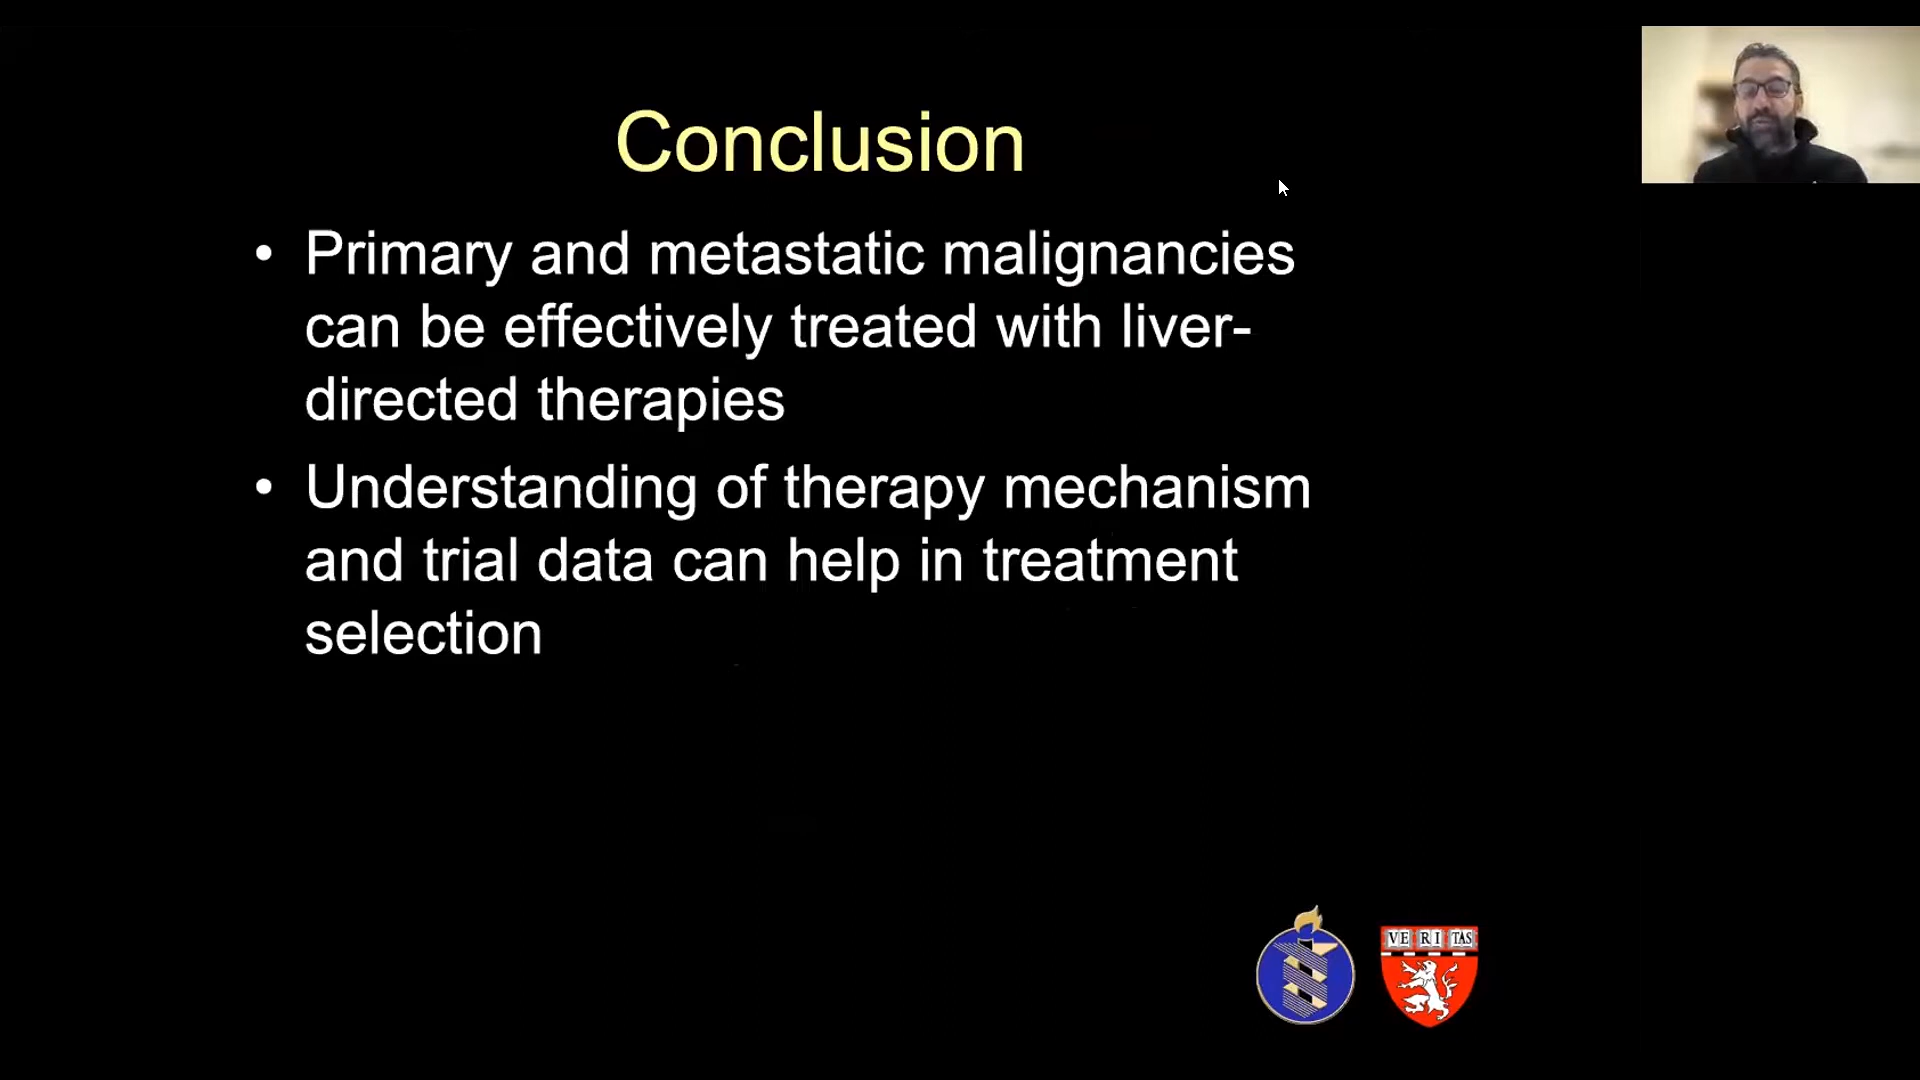 Conclusion
• Primary and metastatic malignancies
can be effectively treated with liver-
directed therapies
• Understanding of therapy mechanism
and trial data can help in treatment
selection
VE RI TAS